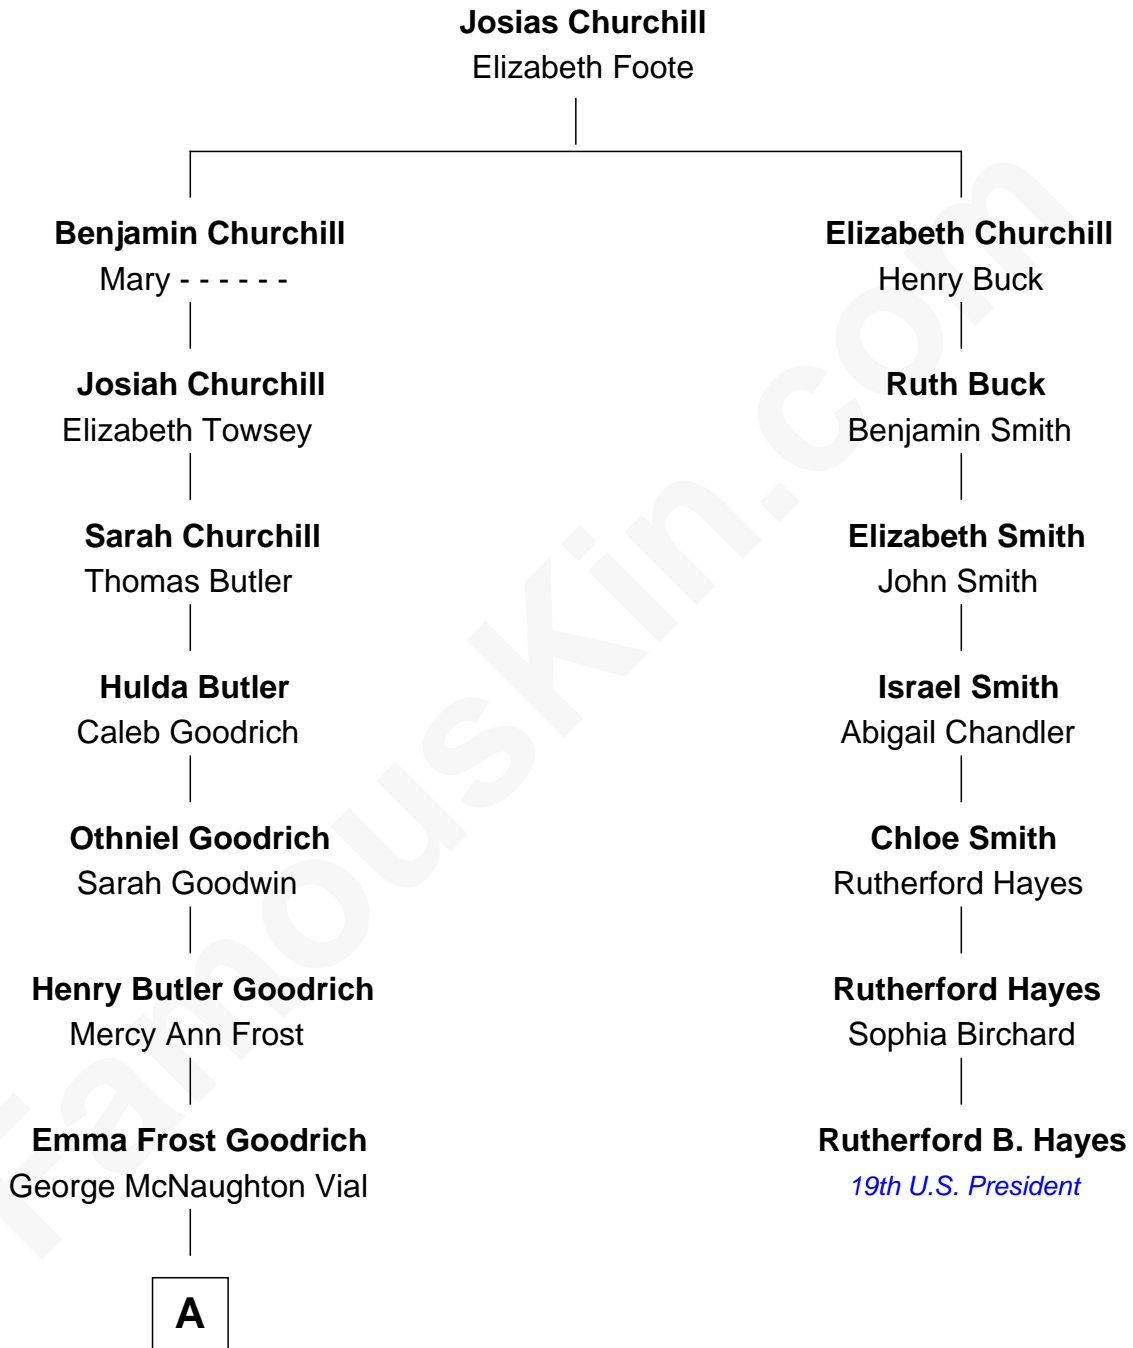 Josias Churchill
Elizabeth Foote
Benjamin Churchill
Mary - - - - - -
Josiah Churchill
Elizabeth Towsey
Sarah Churchill
Thomas Butler
Hulda Butler
Caleb Goodrich
Othniel Goodrich
Sarah Goodwin
Henry Butler Goodrich
Mercy Ann Frost
Emma Frost Goodrich
George McNaughton Vial
A
Elizabeth Churchill
Henry Buck
Ruth Buck
Benjamin Smith
Elizabeth Smith
John Smith
Israel Smith
Abigail Chandler
Chloe Smith
Rutherford Hayes
Rutherford Hayes
Sophia Birchard
Rutherford B. Hayes
19th U.S. President
FamousKin.com